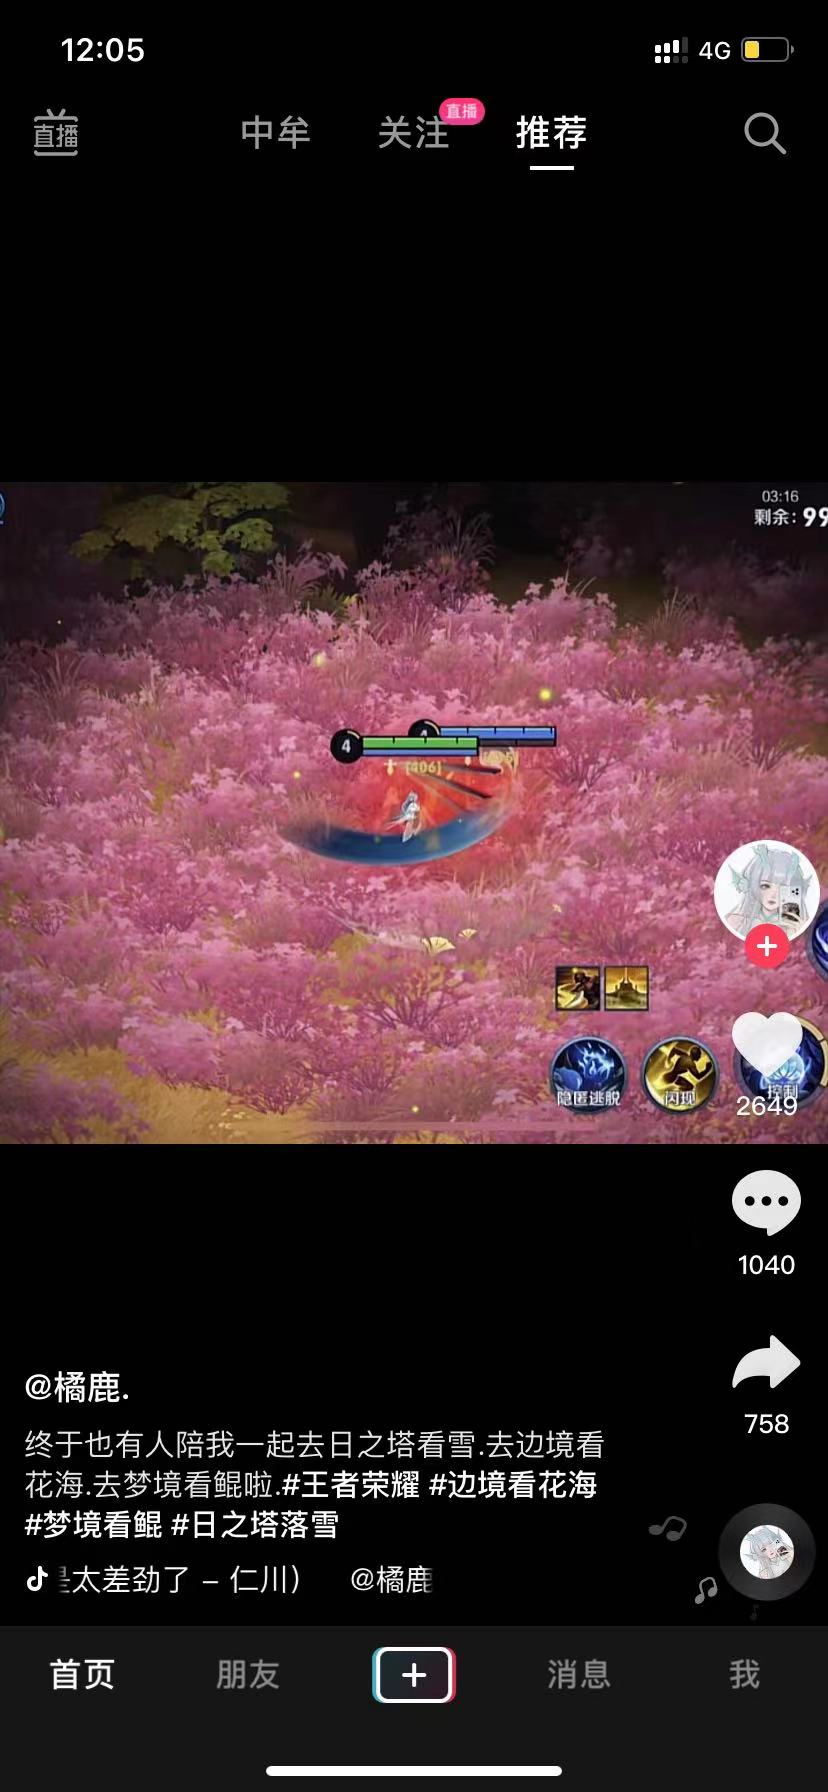 12:05
4G
直播
中牟
关注
直播
推荐
03:16
剩余:99
4
4
隐匿逃脱
闪现
控制
2649
1040
758
@橘鹿.
终于也有人陪我一起去日之塔看雪.去边境看
花海.去梦境看鲲啦.#王者荣耀 #边境看花海
#梦境看鲲 #日之塔落雪
太差劲了 – 仁川） @橘鹿
首页
朋友
消息
我